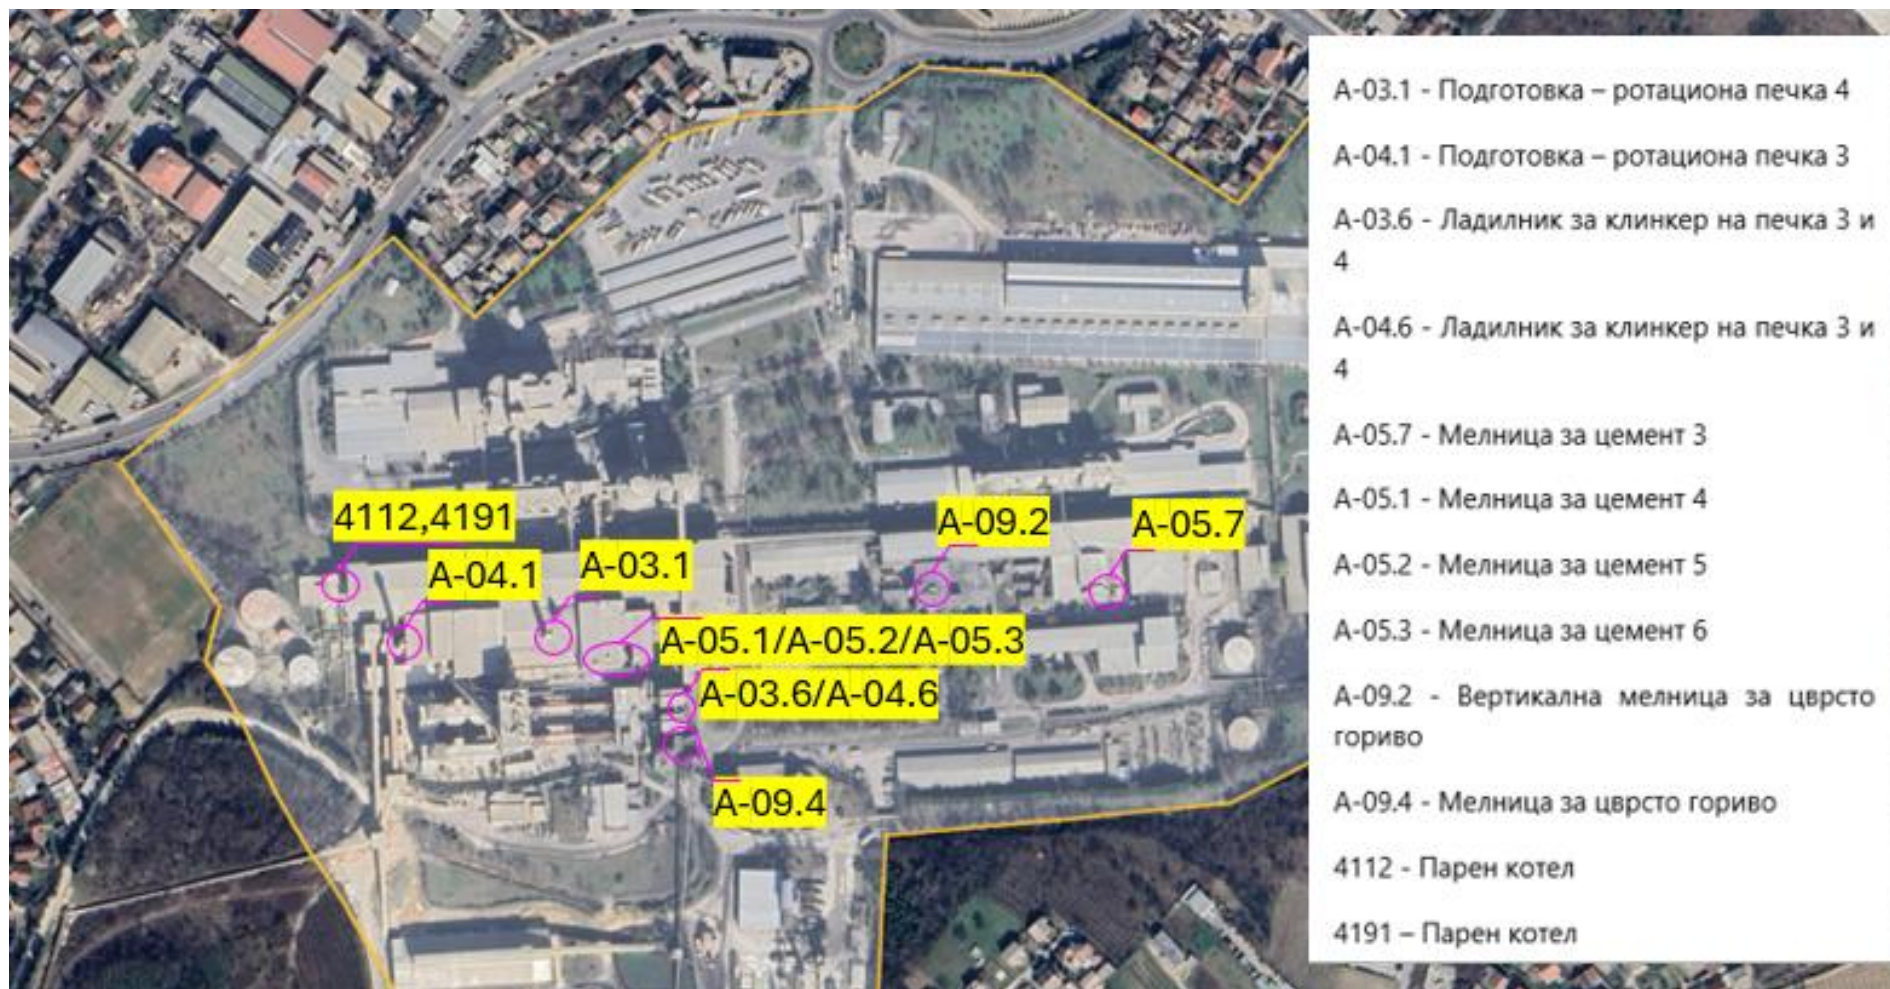 4112,4191
A-04.1
A-03.1
A-09.2
A-05.7
A-05.1/A-05.2/A-05.3
A-03.6/A-04.6
A-09.4
A-03.1 - Подготовка – ротациона печка 4
A-04.1 - Подготовка – ротациона печка 3
A-03.6 - Ладилник за клинкер на печка 3 и
4
A-04.6 - Ладилник за клинкер на печка 3 и
4
A-05.7 - Мелница за цемент 3
A-05.1 - Мелница за цемент 4
A-05.2 - Мелница за цемент 5
A-05.3 - Мелница за цемент 6
A-09.2 - Вертикална мелница за цврсто
гориво
A-09.4 - Мелница за цврсто гориво
4112 - Парен котел
4191 – Парен котел